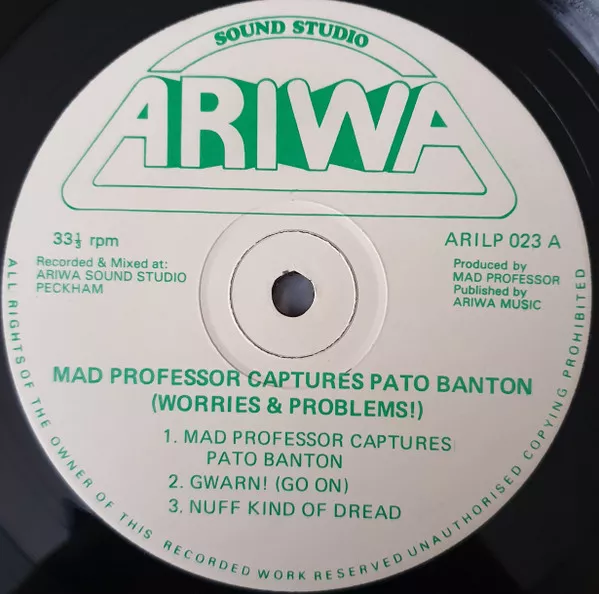 SOUND STUDIO
ARIWA
33⅓ rpm
Recorded & Mixed at:
ARIWA SOUND STUDIO
PECKHAM
ARILP 023 A
Produced by
MAD PROFESSOR
Published by
ARIWA MUSIC
MAD PROFESSOR CAPTURES PATO BANTON
(WORRIES & PROBLEMS!)
1. MAD PROFESSOR CAPTURES
PATO BANTON
2. GWARN! (GO ON)
3. NUFF KIND OF DREAD
ALL RIGHTS OF THE OWNER OF THIS RECORDED WORK RESERVED UNAUTHORISED COPYING PROHIBITED